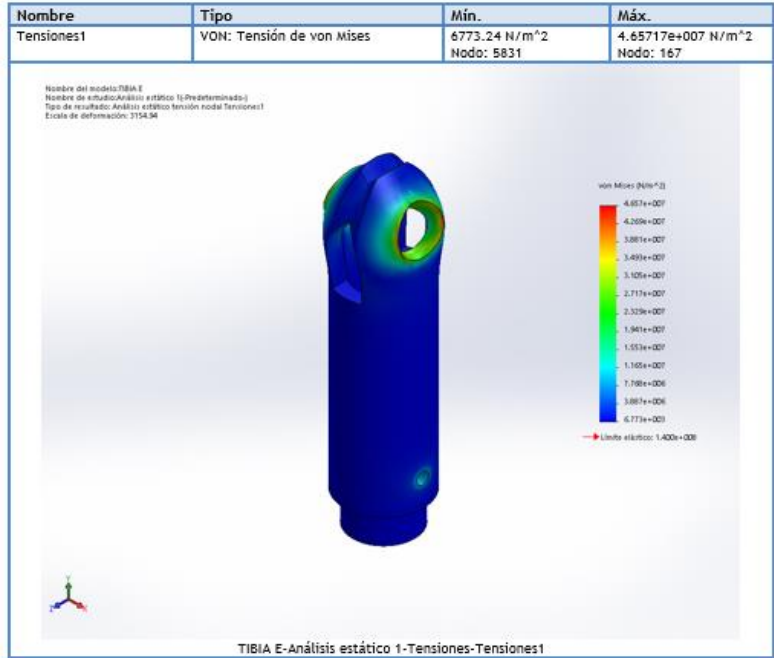 Nombre Tipo Mín. Máx.
Tensiones1 VON: Tensión de von Mises 6773.24 N/m^2 4.65717e+007 N/m^2
Nodo: 5831 Nodo: 167
Nombre del modelo:TIBIA E
Nombre de estudio:Análisis estático 1(-Predeterminado-)
Tipo de resultado: Análisis estático tensión nodal Tensiones1
Escala de deformación: 3154.94
von Mises (N/m^2)
4.657e+007
4.269e+007
3.881e+007
3.493e+007
3.105e+007
2.717e+007
2.329e+007
1.941e+007
1.553e+007
1.165e+007
7.768e+006
3.887e+006
6.773e+003
Límite elástico: 1.400e+008
Y
Z
X
TIBIA E-Análisis estático 1-Tensiones-Tensiones1